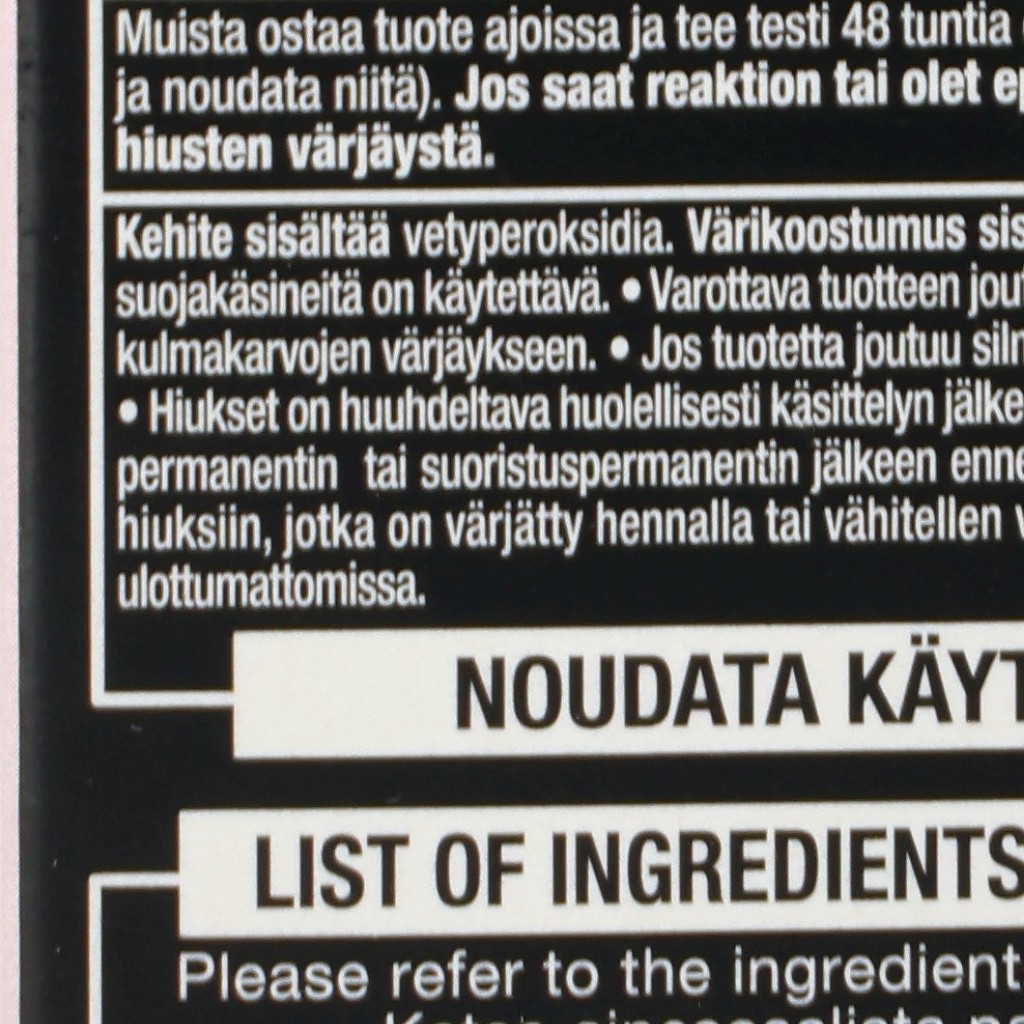 Muista ostaa tuote ajoissa ja tee testi 48 tuntia
ja noudata niitä). Jos saat reaktion tai olet
hiusten värjäystä.
Kehite sisältää vetyperoksidia. Värikoostumus
suojakäsineitä on käytettävä. • Varottava tuotteen
kulmakarvojen värjäykseen. • Jos tuotetta joutuu
• Hiukset on huuhdeltava huolellisesti käsittelyn
permanentin tai suoristuspermanentin jälkeen
hiuksiin, jotka on värjätty hennalla tai vähitellen
ulottumattomissa.
NOUDATA KÄYT
LIST OF INGREDIENTS
Please refer to the ingredient